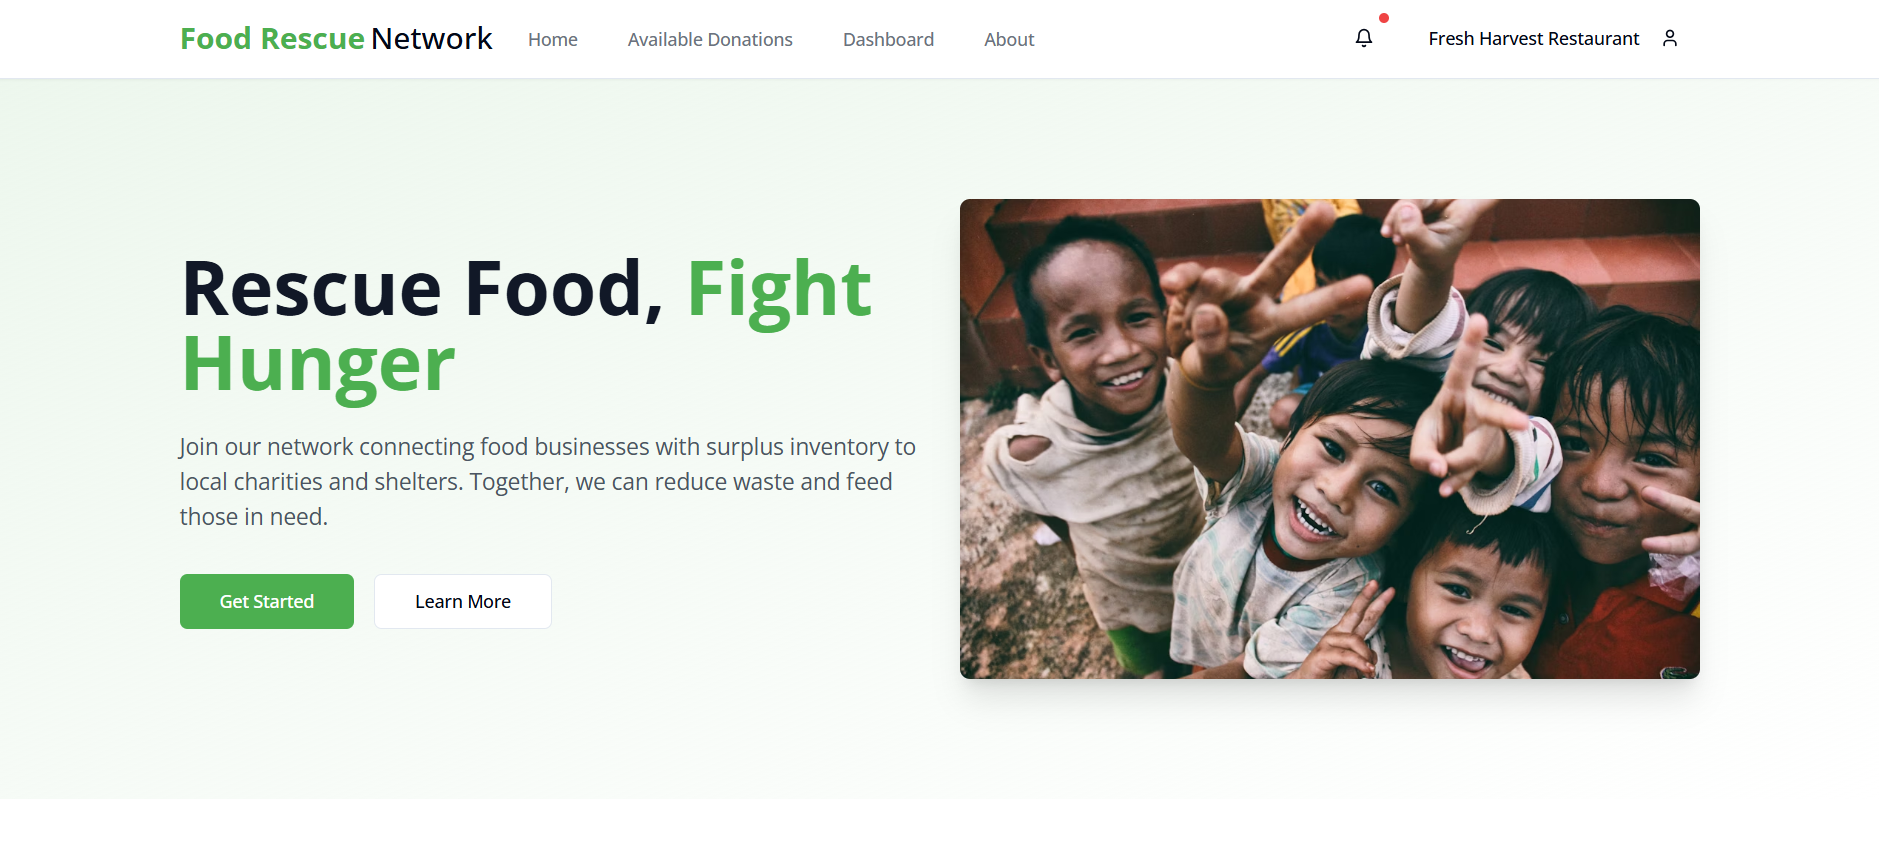 Food Rescue Network
Home
Available Donations
Dashboard
About
Fresh Harvest Restaurant
Rescue Food, Fight
Hunger
Join our network connecting food businesses with surplus inventory to
local charities and shelters. Together, we can reduce waste and feed
those in need.
Get Started
Learn More